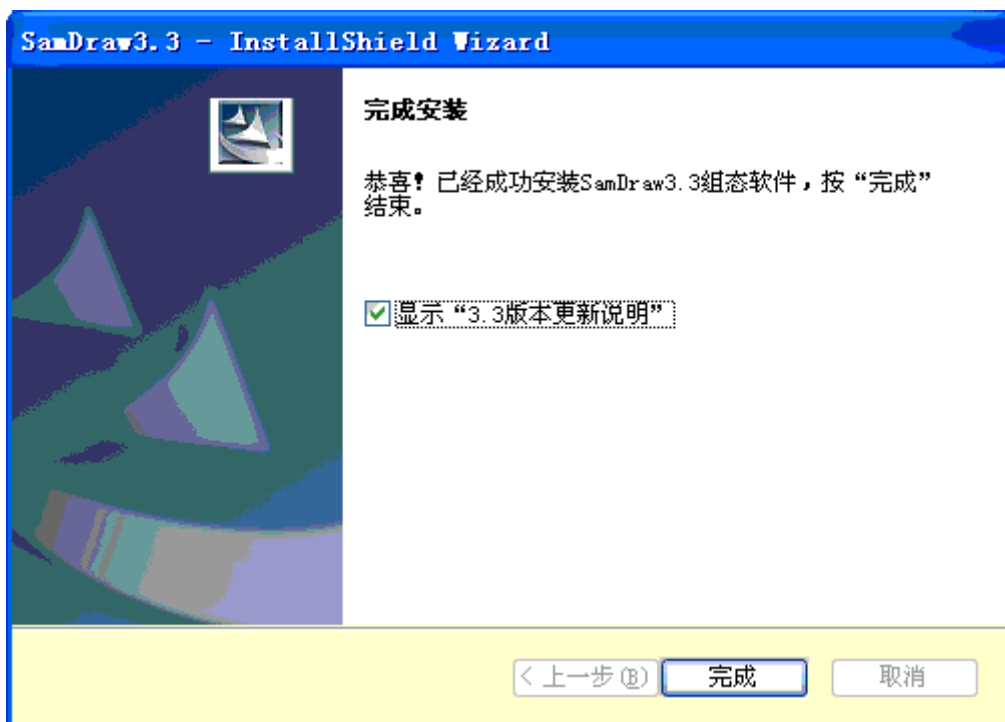 SamDraw3.3 - InstallShield Wizard
完成安装
恭喜！已经成功安装SamDraw3.3组态软件，按“完成”
结束。
显示“3.3版本更新说明”
< 上一步(B) 完成 取消